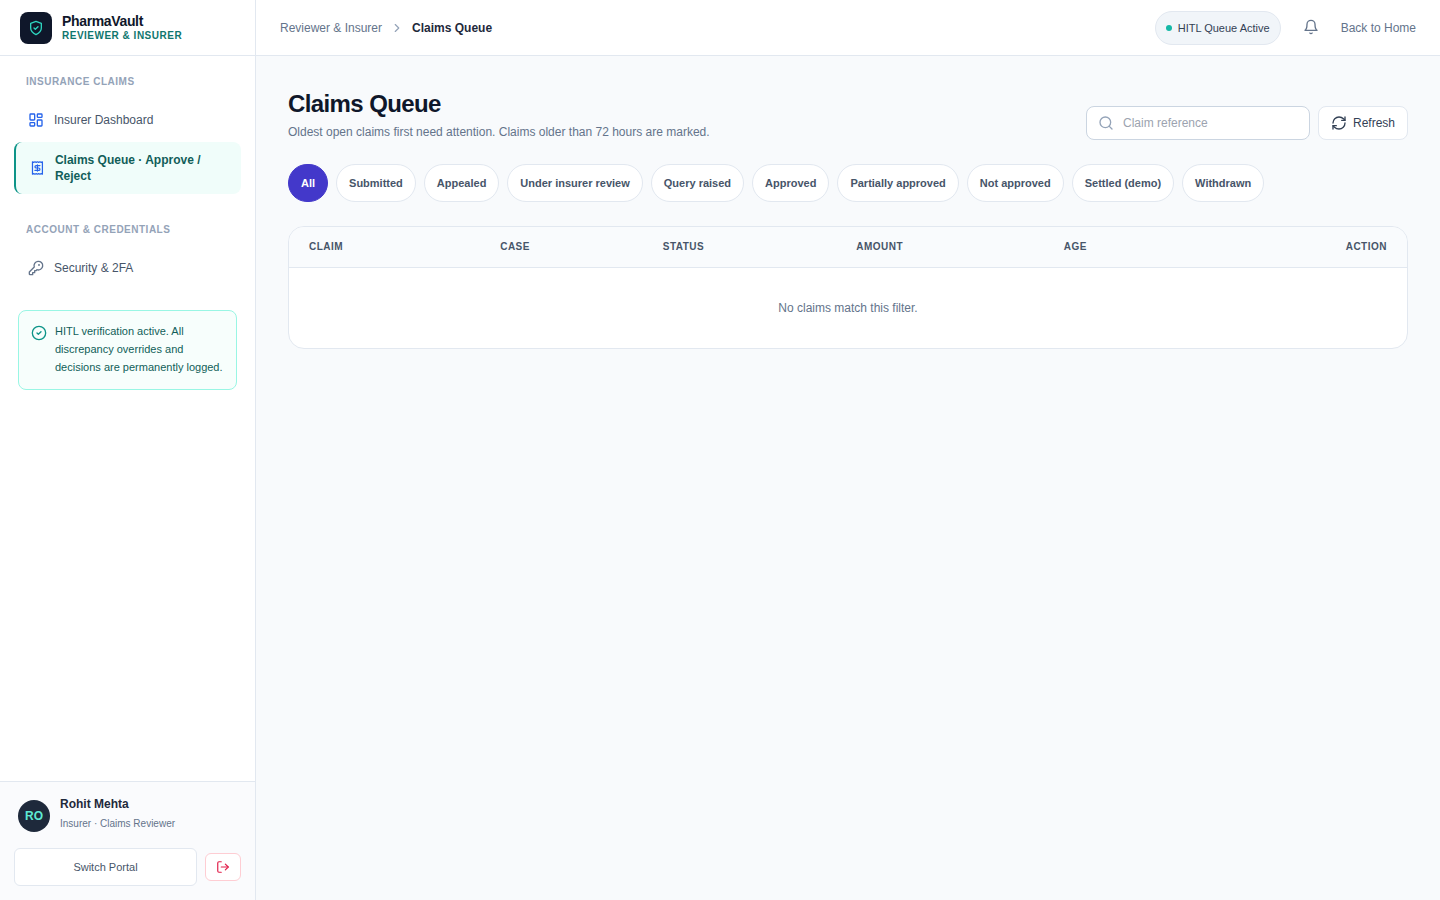 PharmaVault
REVIEWER & INSURER
INSURANCE CLAIMS
Insurer Dashboard
Claims Queue · Approve /
Reject
ACCOUNT & CREDENTIALS
Security & 2FA
HITL verification active. All
discrepancy overrides and
decisions are permanently logged.
RO
Rohit Mehta
Insurer · Claims Reviewer
Switch Portal
Reviewer & Insurer
Claims Queue
HITL Queue Active
Back to Home
Claims Queue
Oldest open claims first need attention. Claims older than 72 hours are marked.
Claim reference
Refresh
All
Submitted
Appealed
Under insurer review
Query raised
Approved
Partially approved
Not approved
Settled (demo)
Withdrawn
CLAIM
CASE
STATUS
AMOUNT
AGE
ACTION
No claims match this filter.